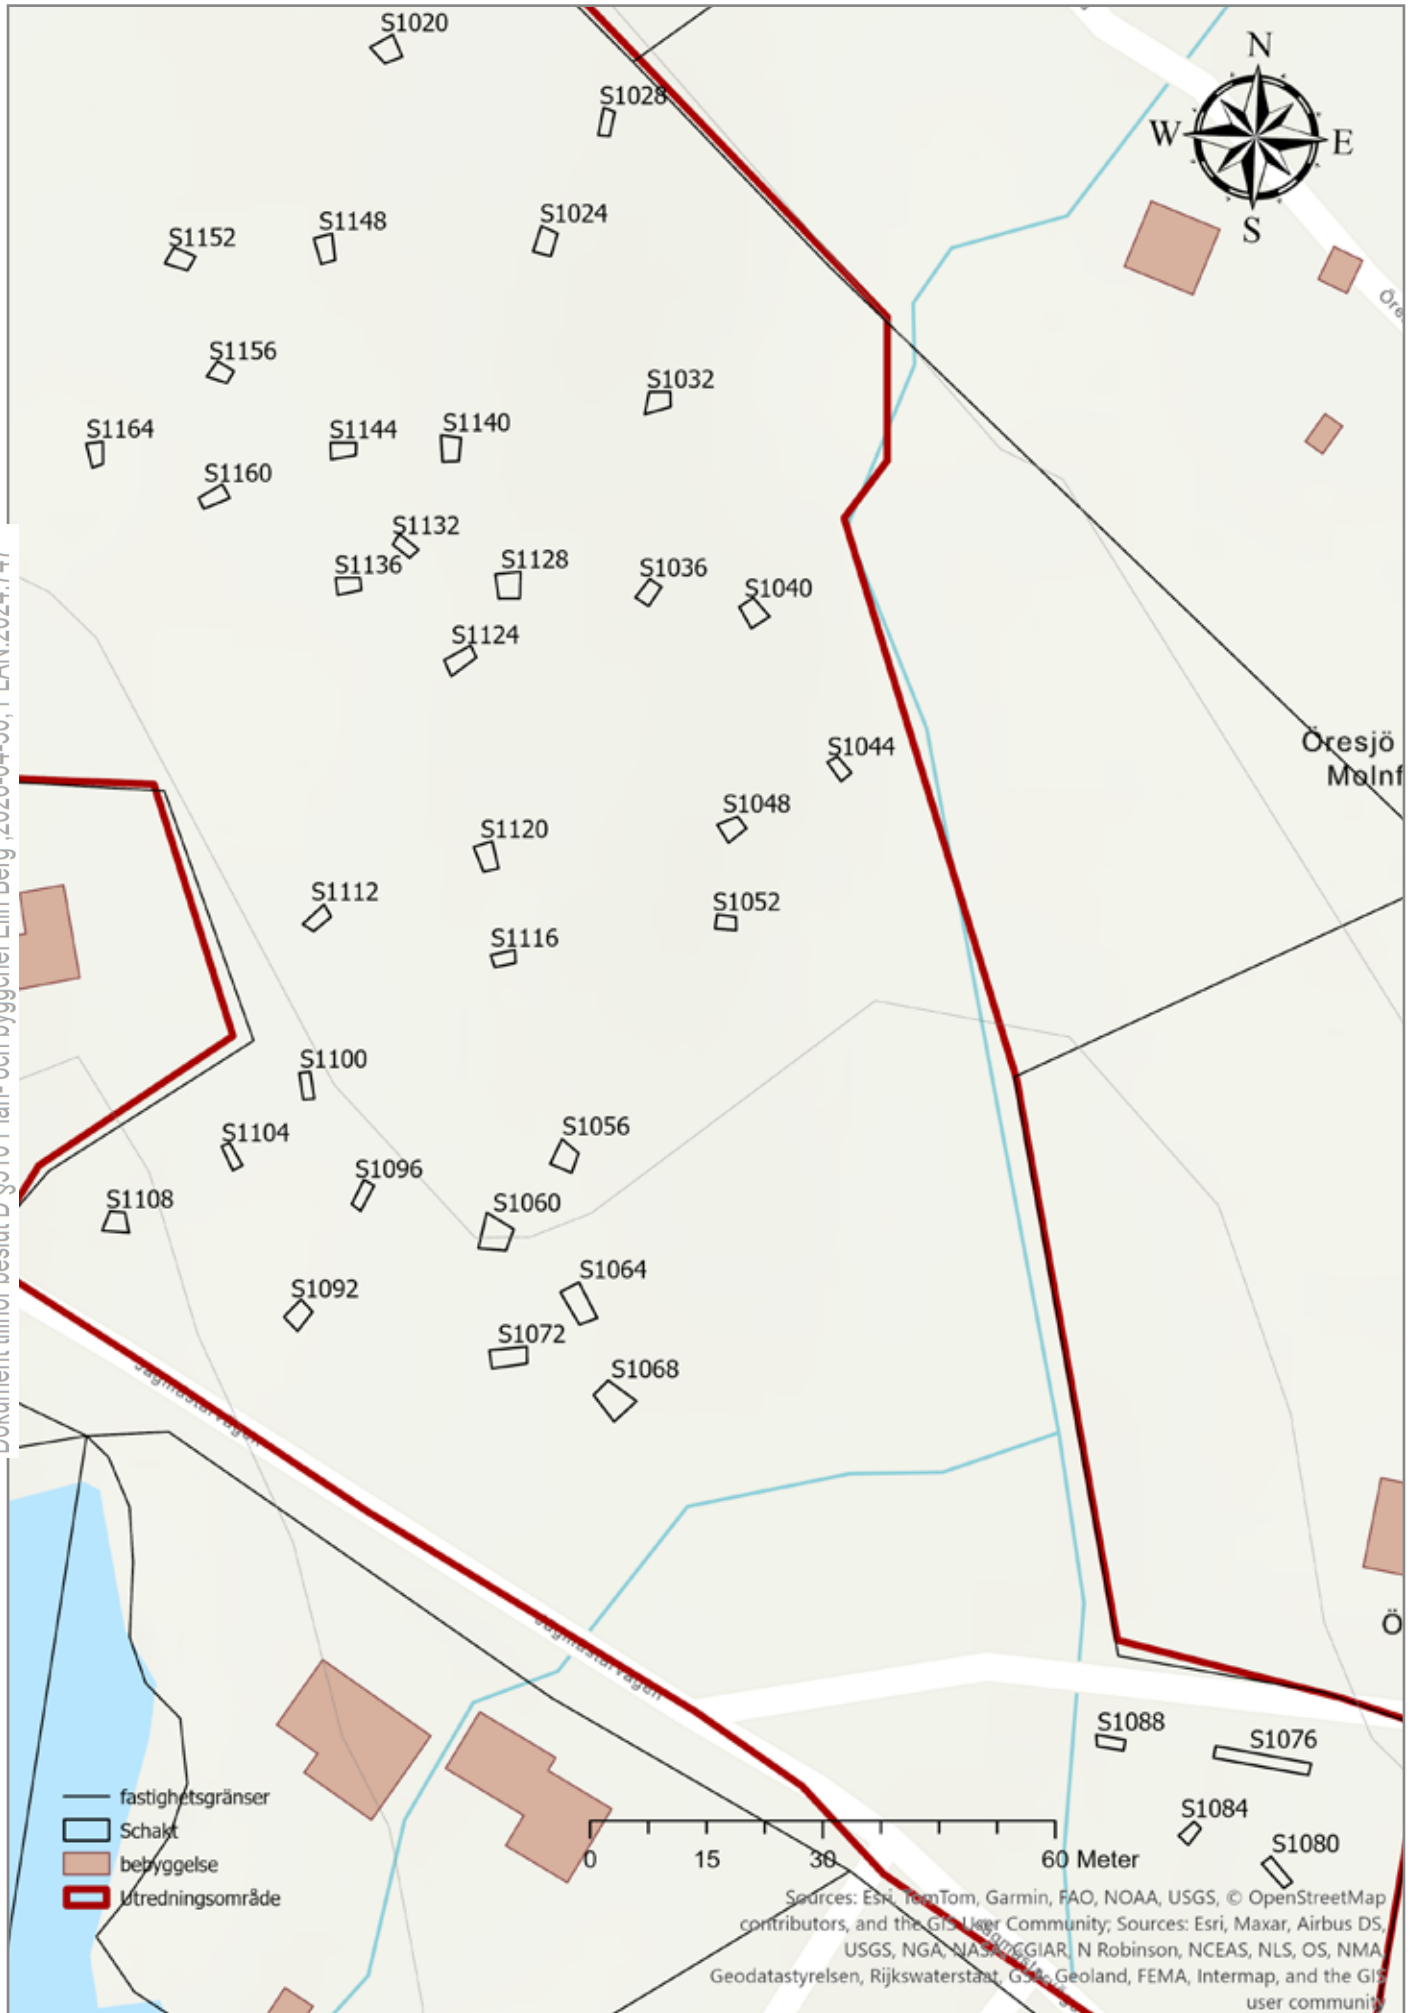 S1020
N
S1028
W
E
S1024
S1148
S1152
S
S1156
S1032
S1164
S1144
S1140
S1160
S1132
S1136
S1128
S1036
S1040
S1124
Öresjö
S1044
Molnf
S1048
S1120
S1112
S1052
S1116
S1100
S1056
S1104
S1096
S1108
S1060
S1064
S1092
S1072
S1068
Ö
S1088
S1076
fastighetsgränser
S1084
Schakt
S1080
bebyggelse
0 15 30 60 Meter
Utredningsområde
Sources: Esri, TomTom, Garmin, FAO, NOAA, USGS, © OpenStreetMap
contributors, and the GIS User Community; Sources: Esri, Maxar, Airbus DS,
USGS, NGA, NASA, CGIAR, N Robinson, NCEAS, NLS, OS, NMA,
Geodatastyrelsen, Rijkswaterstaat, GSA, Geoland, FEMA, Intermap, and the GIS
user community